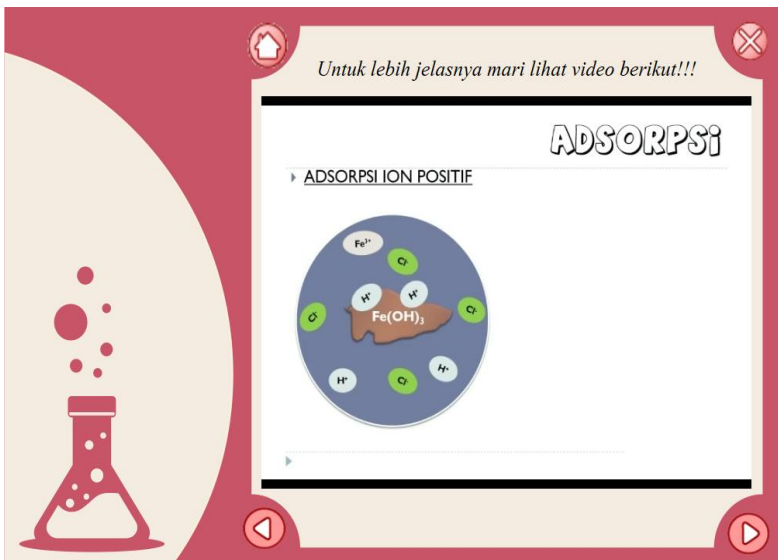 Untuk lebih jelasnya mari lihat video berikut!!!
ADSORPSi
ADSORPSI ION POSITIF
Fe³⁺
Cl⁻
H⁺ H⁺
Cl⁻ Cl⁻
Fe(OH)₃
H⁺
H⁺ Cl⁻